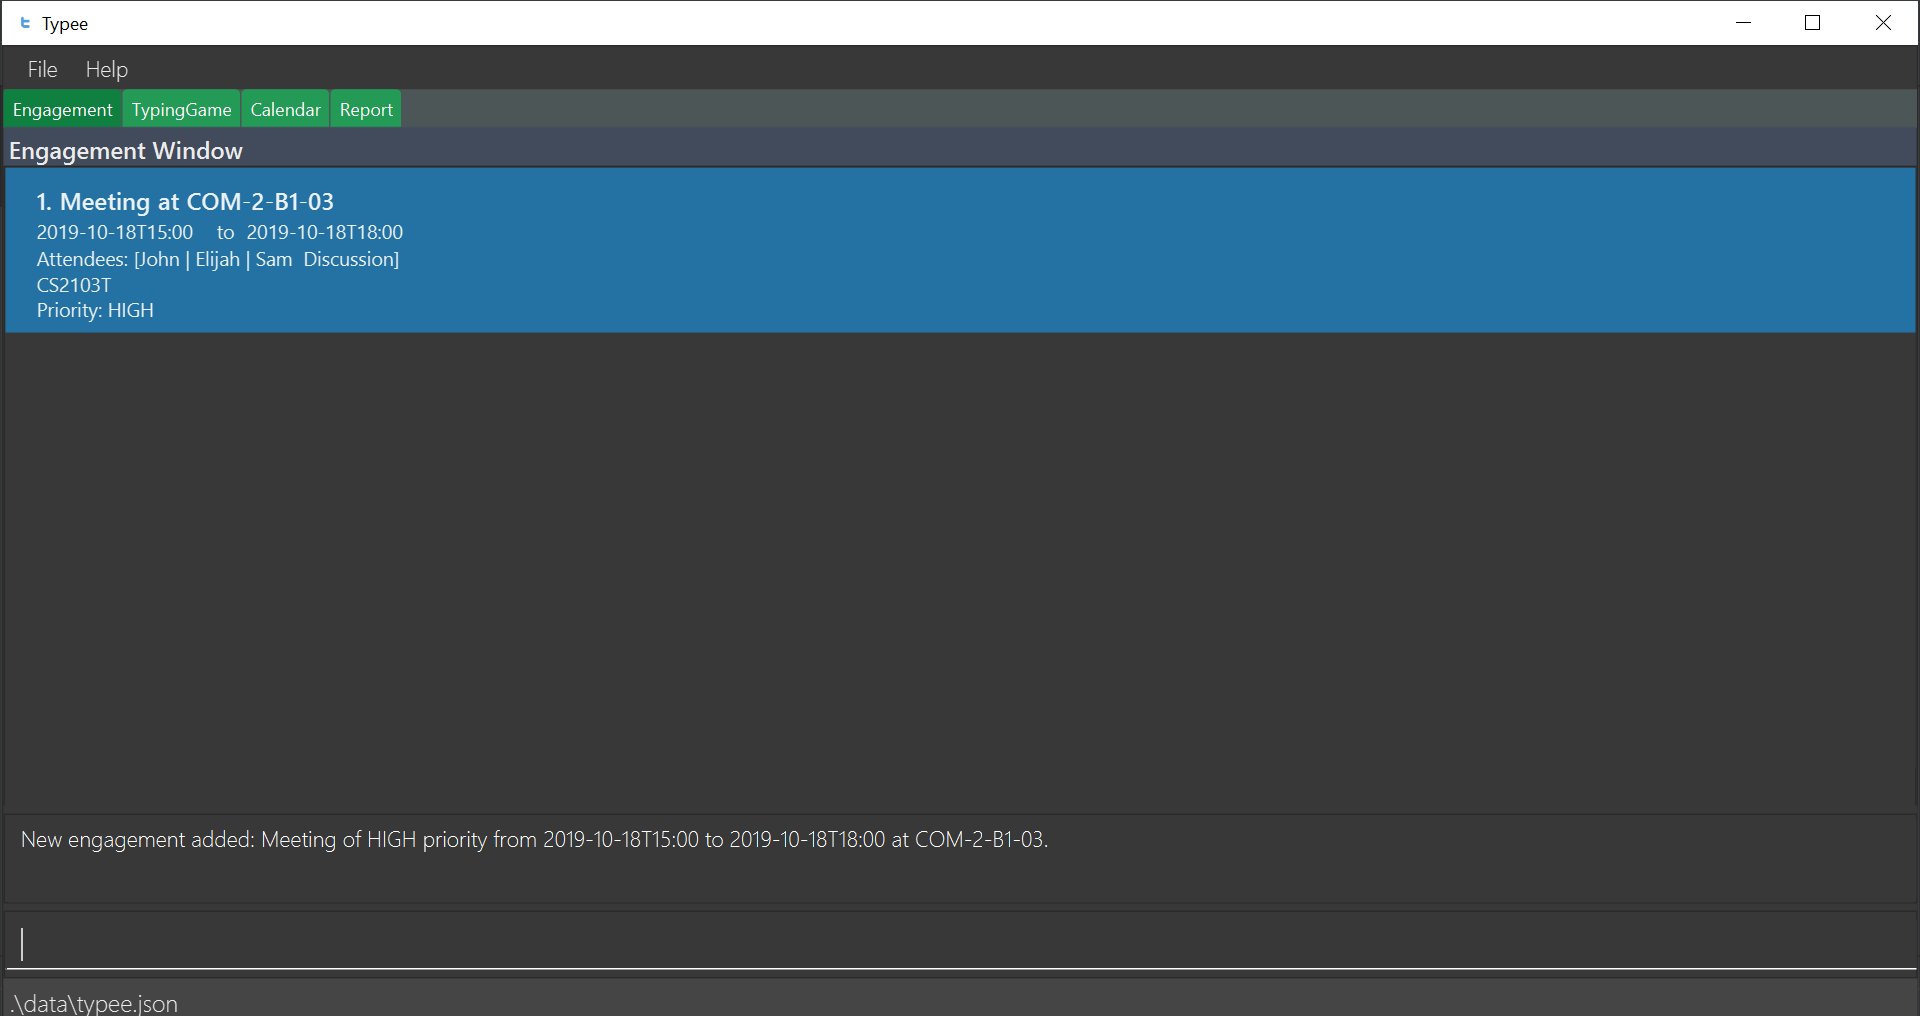 Typee
File Help
Engagement TypingGame Calendar Report
Engagement Window
1. Meeting at COM-2-B1-03
2019-10-18T15:00 to 2019-10-18T18:00
Attendees: [John | Elijah | Sam Discussion]
CS2103T
Priority: HIGH
New engagement added: Meeting of HIGH priority from 2019-10-18T15:00 to 2019-10-18T18:00 at COM-2-B1-03.
.\data\typee.json